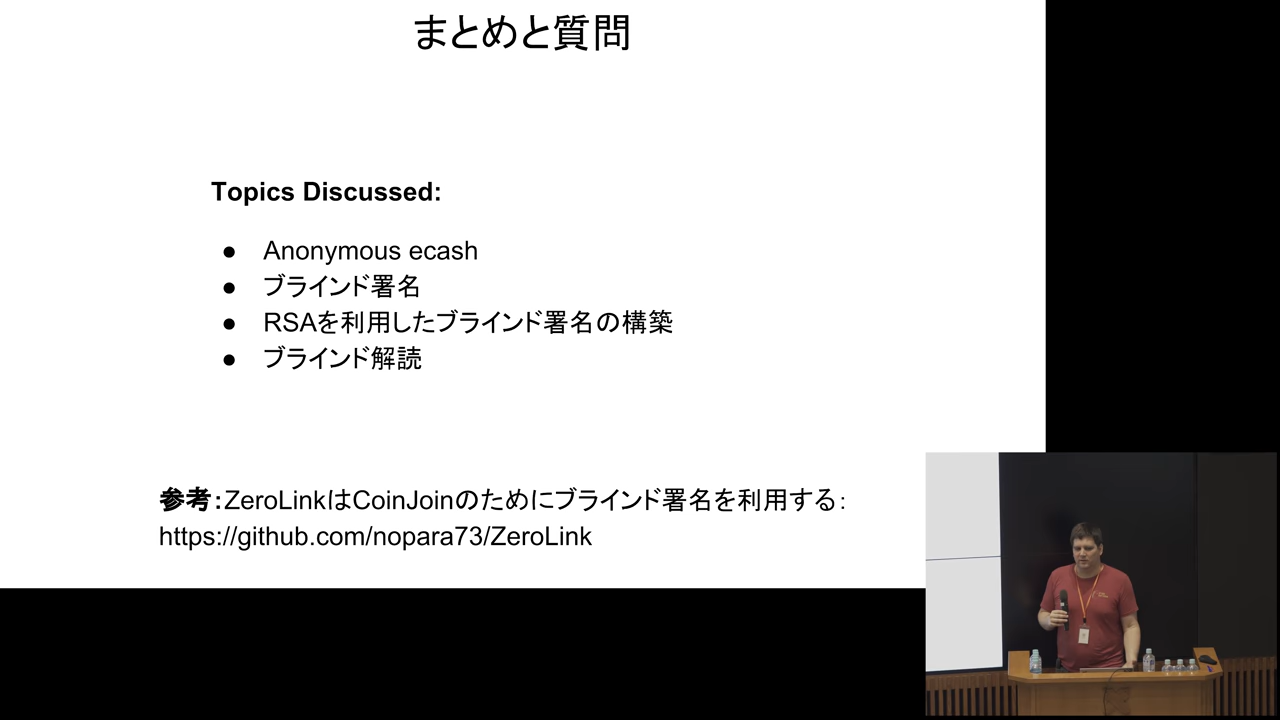 まとめと質問
Topics Discussed:
● Anonymous ecash
● ブラインド署名
● RSAを利用したブラインド署名の構築
● ブラインド解読
参考：ZeroLinkはCoinJoinのためにブラインド署名を利用する：
https://github.com/nopara73/ZeroLink